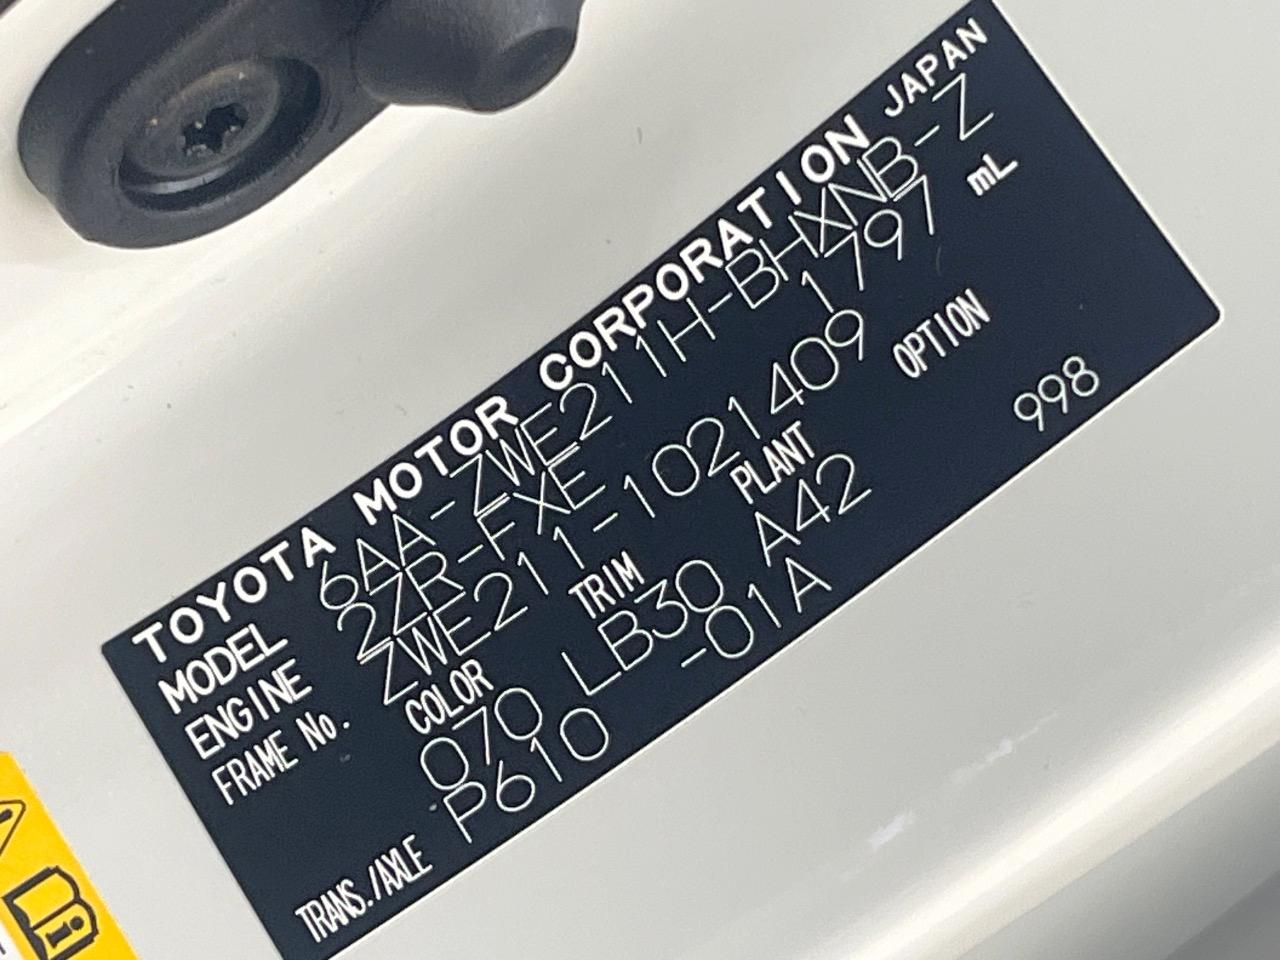 TOYOTA MOTOR CORPORATION JAPAN
MODEL 6AA-ZWE211H-BHXNB-Z
ENGINE 2ZR-FXE 1797 mL
FRAME No. ZWE211-1021409
COLOR TRIM PLANT OPTION
070 LB30 A42 998
TRANS./AXLE P610 -01A